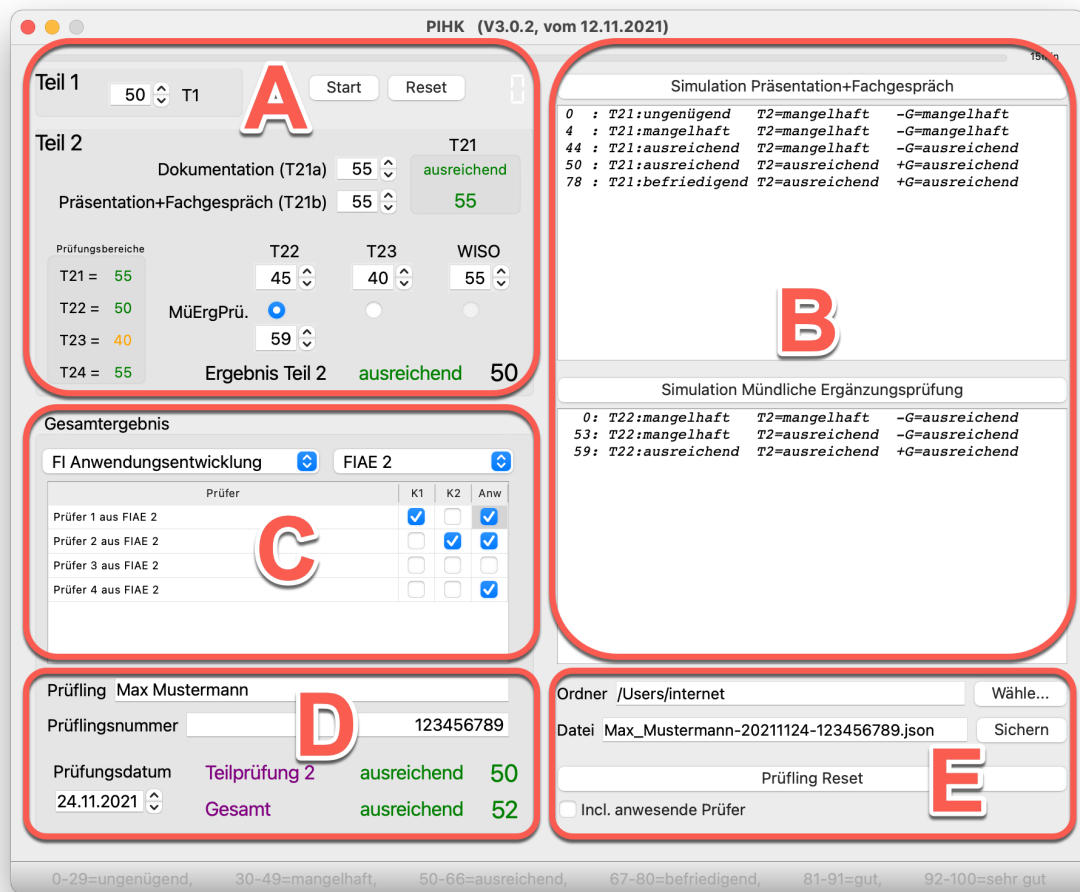 PIHK (V3.0.2, vom 12.11.2021)
Teil 1
50 T1
Start
Reset
A
Teil 2
T21
Dokumentation (T21a) 55 ausreichend
Präsentation+Fachgespräch (T21b) 55 55
Prüfungsbereiche
T22 T23 WISO
T21 = 55
45 40 55
T22 = 50
MüErgPrü.
T23 = 40
59
T24 = 55
Ergebnis Teil 2 ausreichend 50
15min
Simulation Präsentation+Fachgespräch
0 : T21:ungenügend T2=mangelhaft -G=mangelhaft
4 : T21:mangelhaft T2=mangelhaft -G=mangelhaft
44 : T21:ausreichend T2=mangelhaft -G=ausreichend
50 : T21:ausreichend T2=ausreichend +G=ausreichend
78 : T21:befriedigend T2=ausreichend +G=ausreichend
B
Simulation Mündliche Ergänzungsprüfung
0: T22:mangelhaft T2=mangelhaft -G=ausreichend
53: T22:mangelhaft T2=ausreichend -G=ausreichend
59: T22:ausreichend T2=ausreichend +G=ausreichend
Gesamtergebnis
FI Anwendungsentwicklung FIAE 2
Prüfer K1 K2 Anw
Prüfer 1 aus FIAE 2
Prüfer 2 aus FIAE 2
Prüfer 3 aus FIAE 2
Prüfer 4 aus FIAE 2
C
Prüfling Max Mustermann
Prüflingsnummer 123456789
D
Prüfungsdatum Teilprüfung 2 ausreichend 50
24.11.2021 Gesamt ausreichend 52
Ordner /Users/internet Wähle...
Datei Max_Mustermann-20211124-123456789.json Sichern
Prüfling Reset
E
Incl. anwesende Prüfer
0-29=ungenügend, 30-49=mangelhaft, 50-66=ausreichend, 67-80=befriedigend, 81-91=gut, 92-100=sehr gut